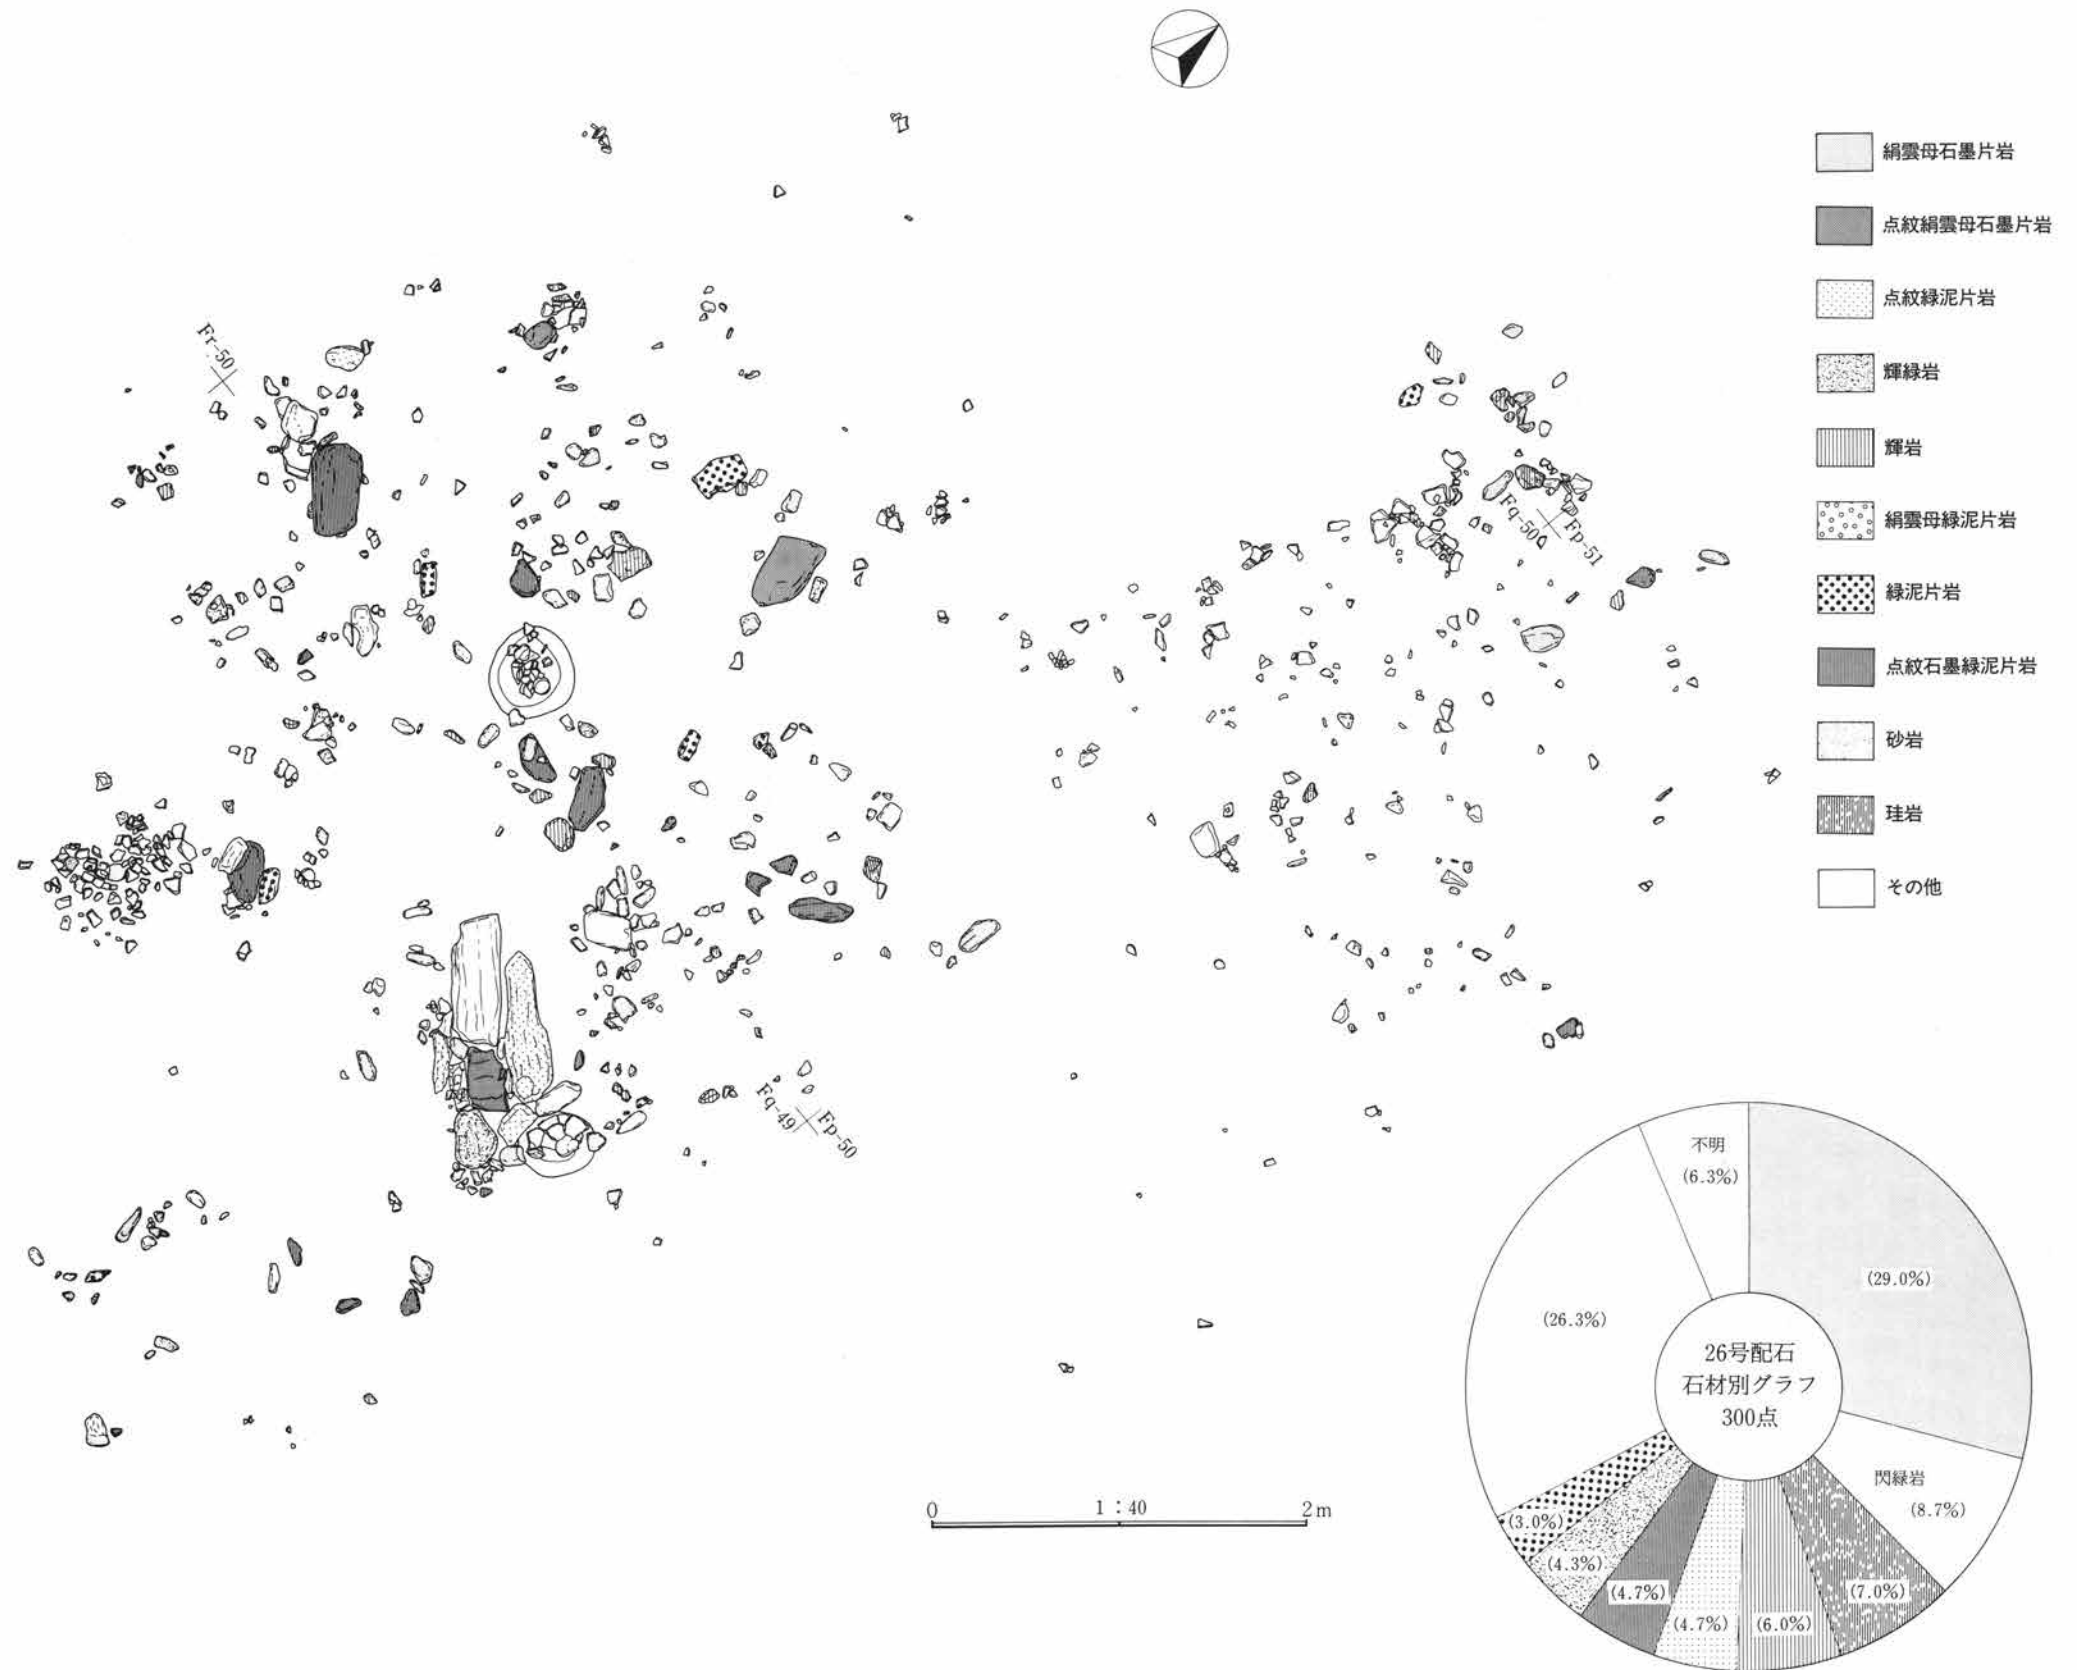 絹雲母石墨片岩
点紋絹雲母石墨片岩
点紋緑泥片岩
輝緑岩
輝岩
絹雲母緑泥片岩
緑泥片岩
点紋石墨緑泥片岩
砂岩
珪岩
その他
Fr-50
Fq-50
Fp-51
Fq-49
Fp-50
0
1：40
2m
不明
(6.3%)
(29.0%)
(26.3%)
26号配石
石材別グラフ
300点
閃緑岩
(8.7%)
(3.0%)
(4.3%)
(4.7%)
(4.7%)
(6.0%)
(7.0%)